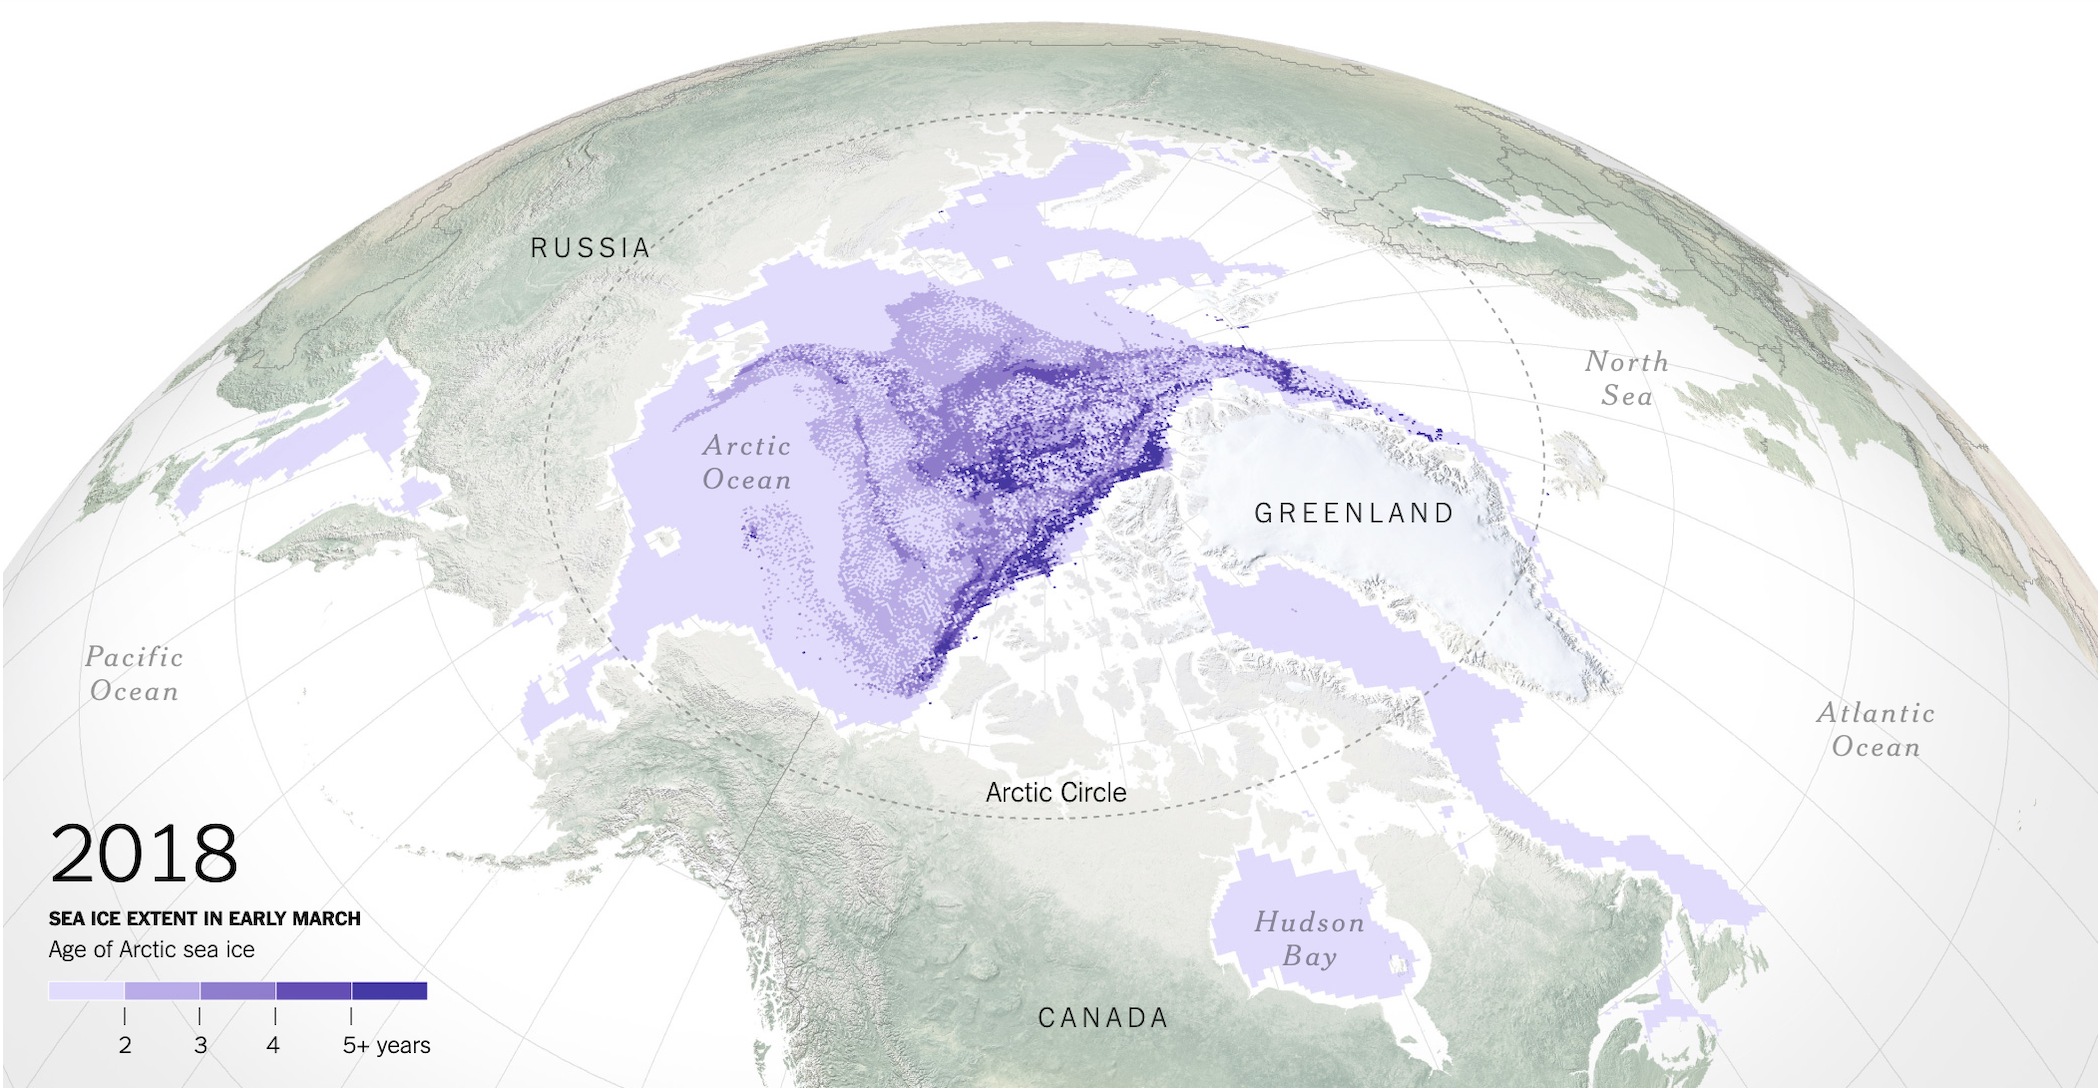 RUSSIA
North
Sea
Arctic
Ocean
GREENLAND
Pacific
Ocean
Atlantic
Ocean
Arctic Circle
Hudson
Bay
CANADA
2018
SEA ICE EXTENT IN EARLY MARCH
Age of Arctic sea ice
2 3 4 5+ years